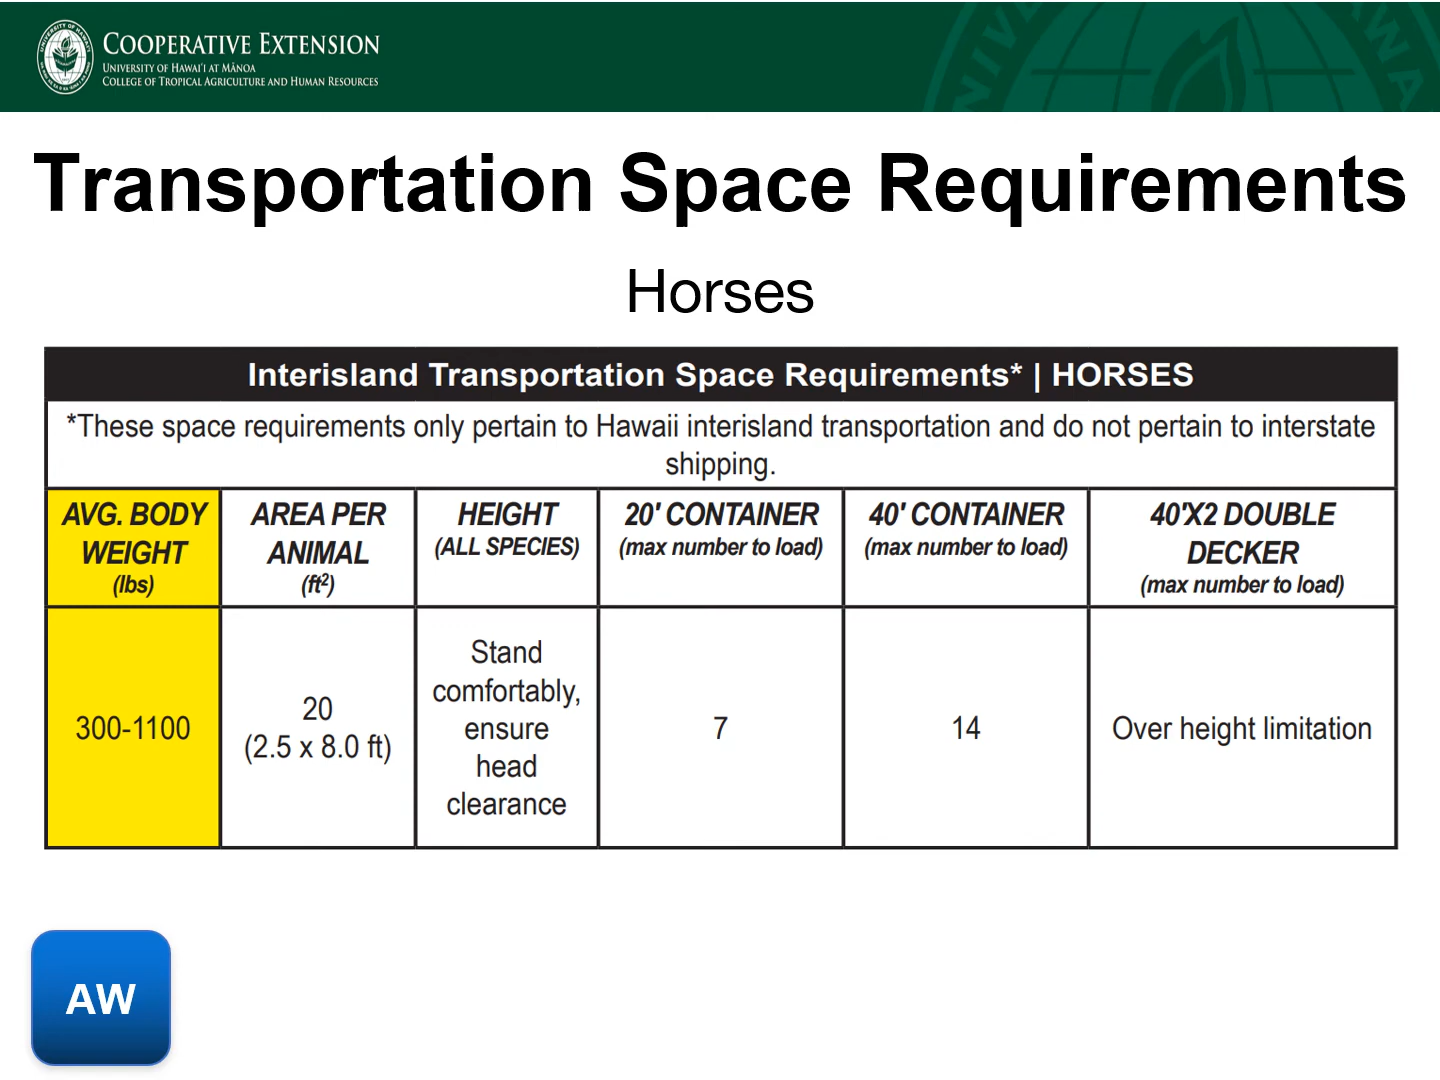 COOPERATIVE EXTENSION
UNIVERSITY OF HAWAI'I AT MĀNOA
COLLEGE OF TROPICAL AGRICULTURE AND HUMAN RESOURCES
Transportation Space Requirements
Horses
Interisland Transportation Space Requirements* | HORSES
*These space requirements only pertain to Hawaii interisland transportation and do not pertain to interstate
shipping.
AVG. BODY
WEIGHT
(lbs)
AREA PER
ANIMAL
(ft²)
HEIGHT
(ALL SPECIES)
20' CONTAINER
(max number to load)
40' CONTAINER
(max number to load)
40'X2 DOUBLE
DECKER
(max number to load)
300-1100
20
(2.5 x 8.0 ft)
Stand
comfortably,
ensure
head
clearance
7
14
Over height limitation
AW